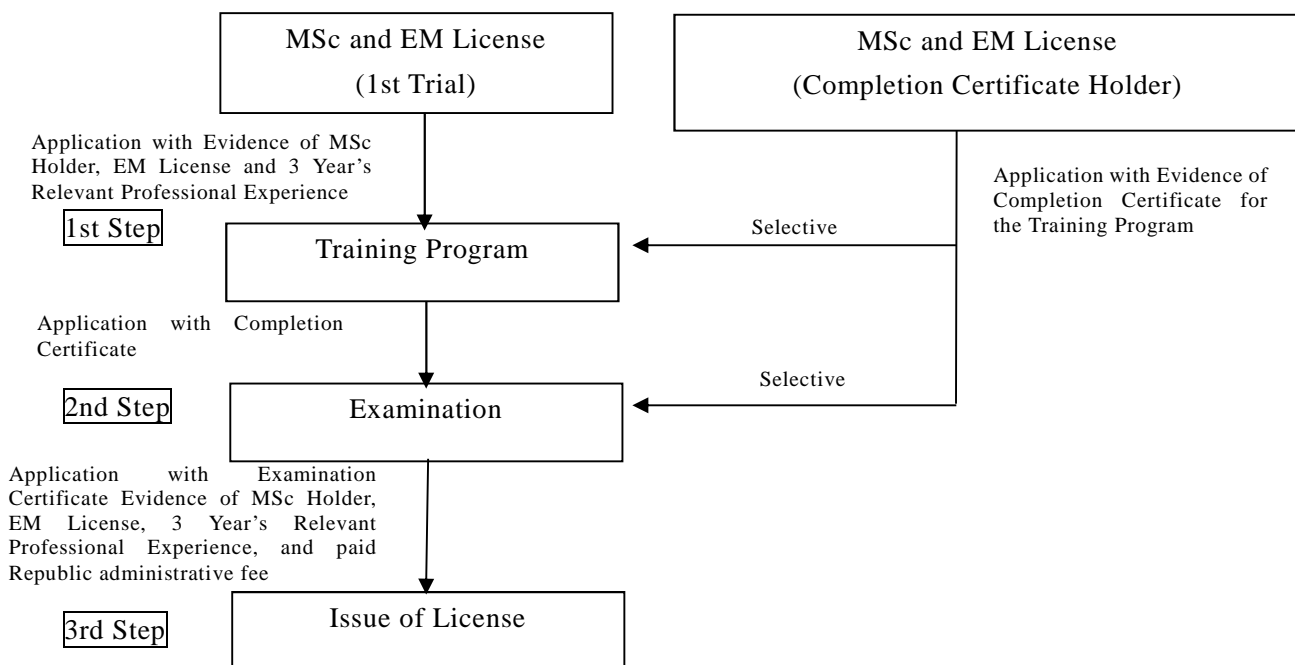 MSc and EM License
(1st Trial)
MSc and EM License
(Completion Certificate Holder)
Application with Evidence of MSc
Holder, EM License and 3 Year's
Relevant Professional Experience
1st Step
Training Program
Selective
Application with Evidence of
Completion Certificate for
the Training Program
Application with Completion
Certificate
2nd Step
Examination
Selective
Application with Examination
Certificate Evidence of MSc Holder,
EM License, 3 Year's Relevant
Professional Experience, and paid
Republic administrative fee
3rd Step
Issue of License